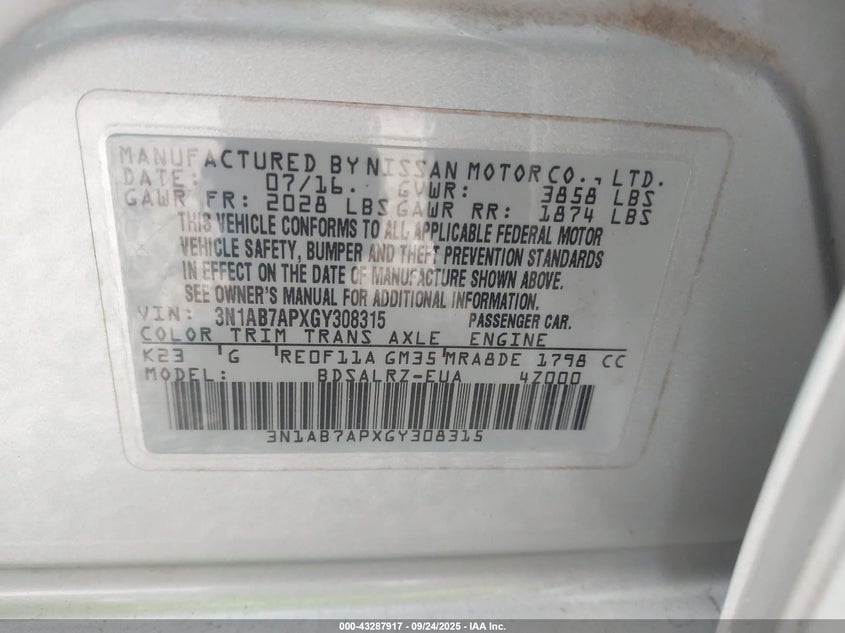 MANUFACTURED BY NISSAN MOTOR CO., LTD.
DATE: 07/16. GVWR: 3858 LBS
GAWR FR: 2028 LBS GAWR RR: 1874 LBS
THIS VEHICLE CONFORMS TO ALL APPLICABLE FEDERAL MOTOR
VEHICLE SAFETY, BUMPER AND THEFT PREVENTION STANDARDS
IN EFFECT ON THE DATE OF MANUFACTURE SHOWN ABOVE.
SEE OWNER'S MANUAL FOR ADDITIONAL INFORMATION.
VIN: 3N1AB7APXGY308315 PASSENGER CAR.
COLOR TRIM TRANS AXLE ENGINE
K23 G RE0F11A GM35 MRA8DE 1798 CC
MODEL: BDSALRZ-EUA 4Z000
3N1AB7APXGY308315
000-43287917 - 09/24/2025 - IAA Inc.